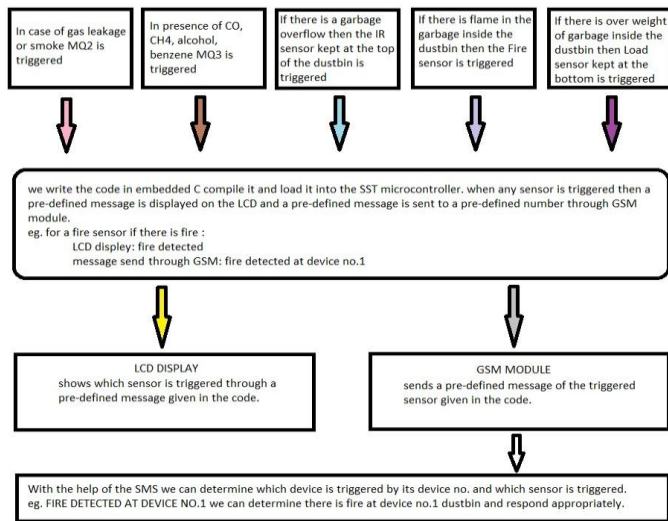 In case of gas leakage
or smoke MQ2 is
triggered
In presence of CO,
CH4, alcohol,
benzene MQ3 is
triggered
If there is a garbage
overflow then the IR
sensor kept at the top
of the dustbin is
triggered
If there is flame in the
garbage inside the
dustbin then the Fire
sensor is triggered
If there is over weight
of garbage inside the
dustbin then Load
sensor kept at the
bottom is triggered
we write the code in embedded C compile it and load it into the SST microcontroller. when any sensor is triggered then a
pre-defined message is displayed on the LCD and a pre-defined message is sent to a pre-defined number through GSM
module.
eg. for a fire sensor if there is fire :
LCD displey: fire detected
message send through GSM: fire detected at device no.1
LCD DISPLAY
shows which sensor is triggered through a
pre-defined message given in the code.
GSM MODULE
sends a pre-defined message of the triggered
sensor given in the code.
With the help of the SMS we can determine which device is triggered by its device no. and which sensor is triggered.
eg. FIRE DETECTED AT DEVICE NO.1 we can determine there is fire at device no.1 dustbin and respond appropriately.